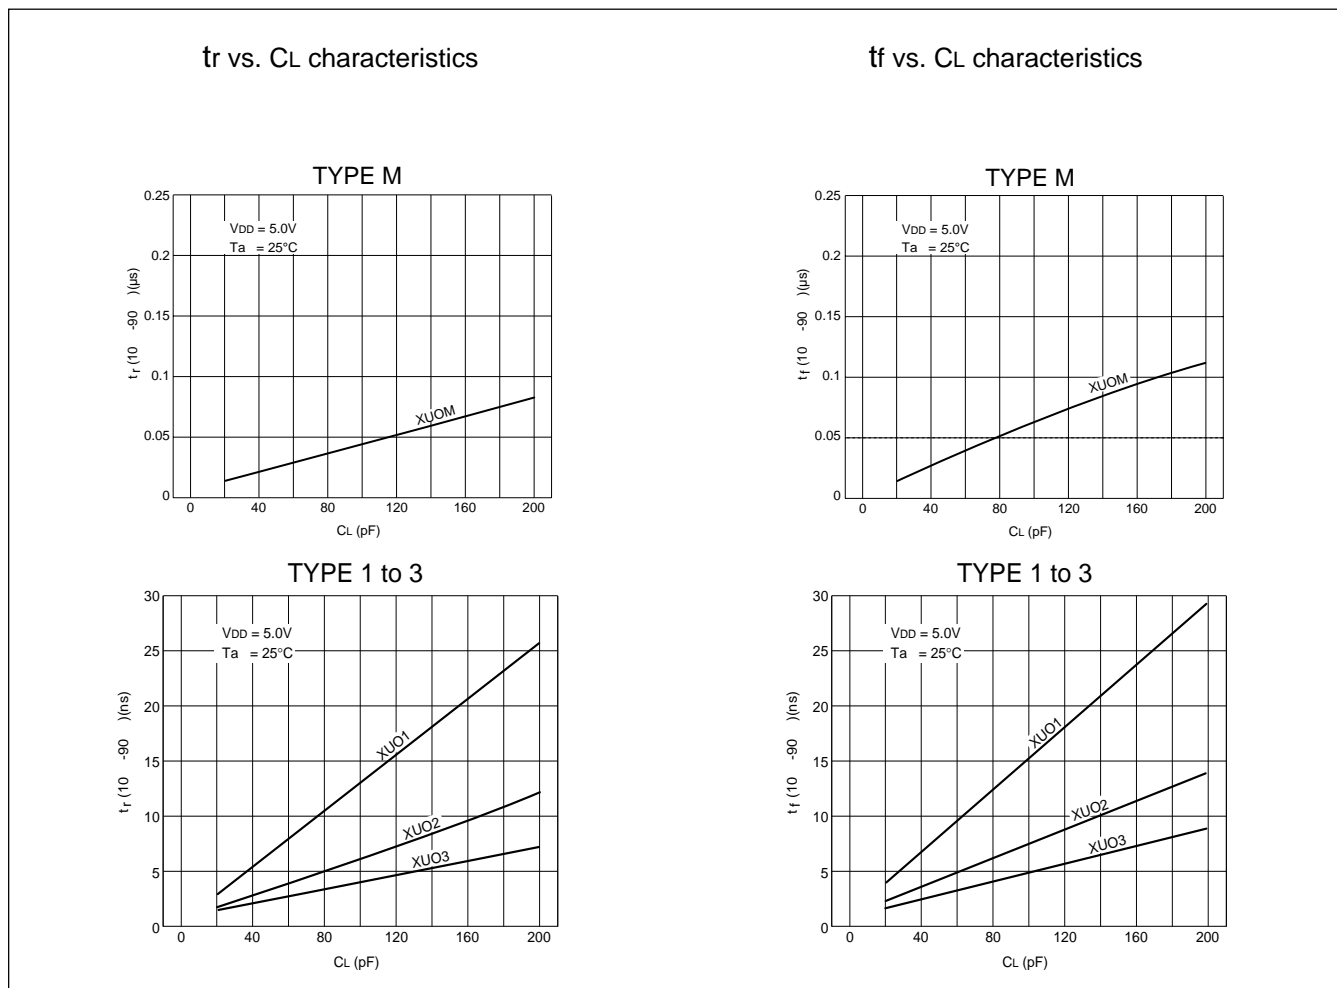 tr vs. CL characteristics
tf vs. CL characteristics
TYPE M
0.25
0.2
0.15
0.1
0.05
0
VDD = 5.0V
Ta = 25°C
tr (10 -90 )(µs)
XUOM
0 40 80 120 160 200
CL (pF)
TYPE M
0.25
0.2
0.15
0.1
0.05
0
VDD = 5.0V
Ta = 25°C
tf (10 -90 )(µs)
XUOM
0 40 80 120 160 200
CL (pF)
TYPE 1 to 3
30
25
20
15
10
5
0
VDD = 5.0V
Ta = 25°C
tr (10 -90 )(ns)
XUO1
XUO2
XUO3
0 40 80 120 160 200
CL (pF)
TYPE 1 to 3
30
25
20
15
10
5
0
VDD = 5.0V
Ta = 25°C
tf (10 -90 )(ns)
XUO1
XUO2
XUO3
0 40 80 120 160 200
CL (pF)